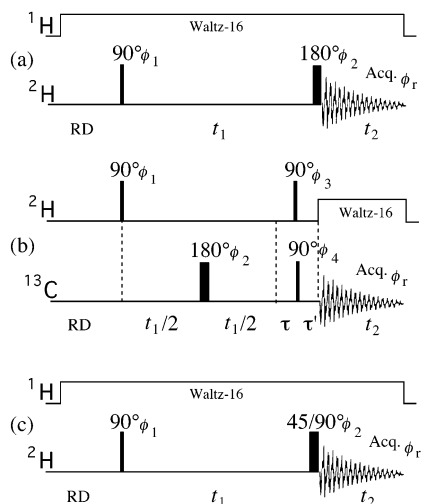 ¹H Waltz-16
(a) 90°ϕ₁ 180°ϕ₂
²H Acq. ϕᵣ
RD t₁ t₂
90°ϕ₁ 90°ϕ₃
²H Waltz-16
(b) 180°ϕ₂ 90°ϕ₄
¹³C Acq. ϕᵣ
RD t₁/2 t₁/2 τ τ' t₂
¹H Waltz-16
(c) 90°ϕ₁ 45/90°ϕ₂
²H Acq. ϕᵣ
RD t₁ t₂